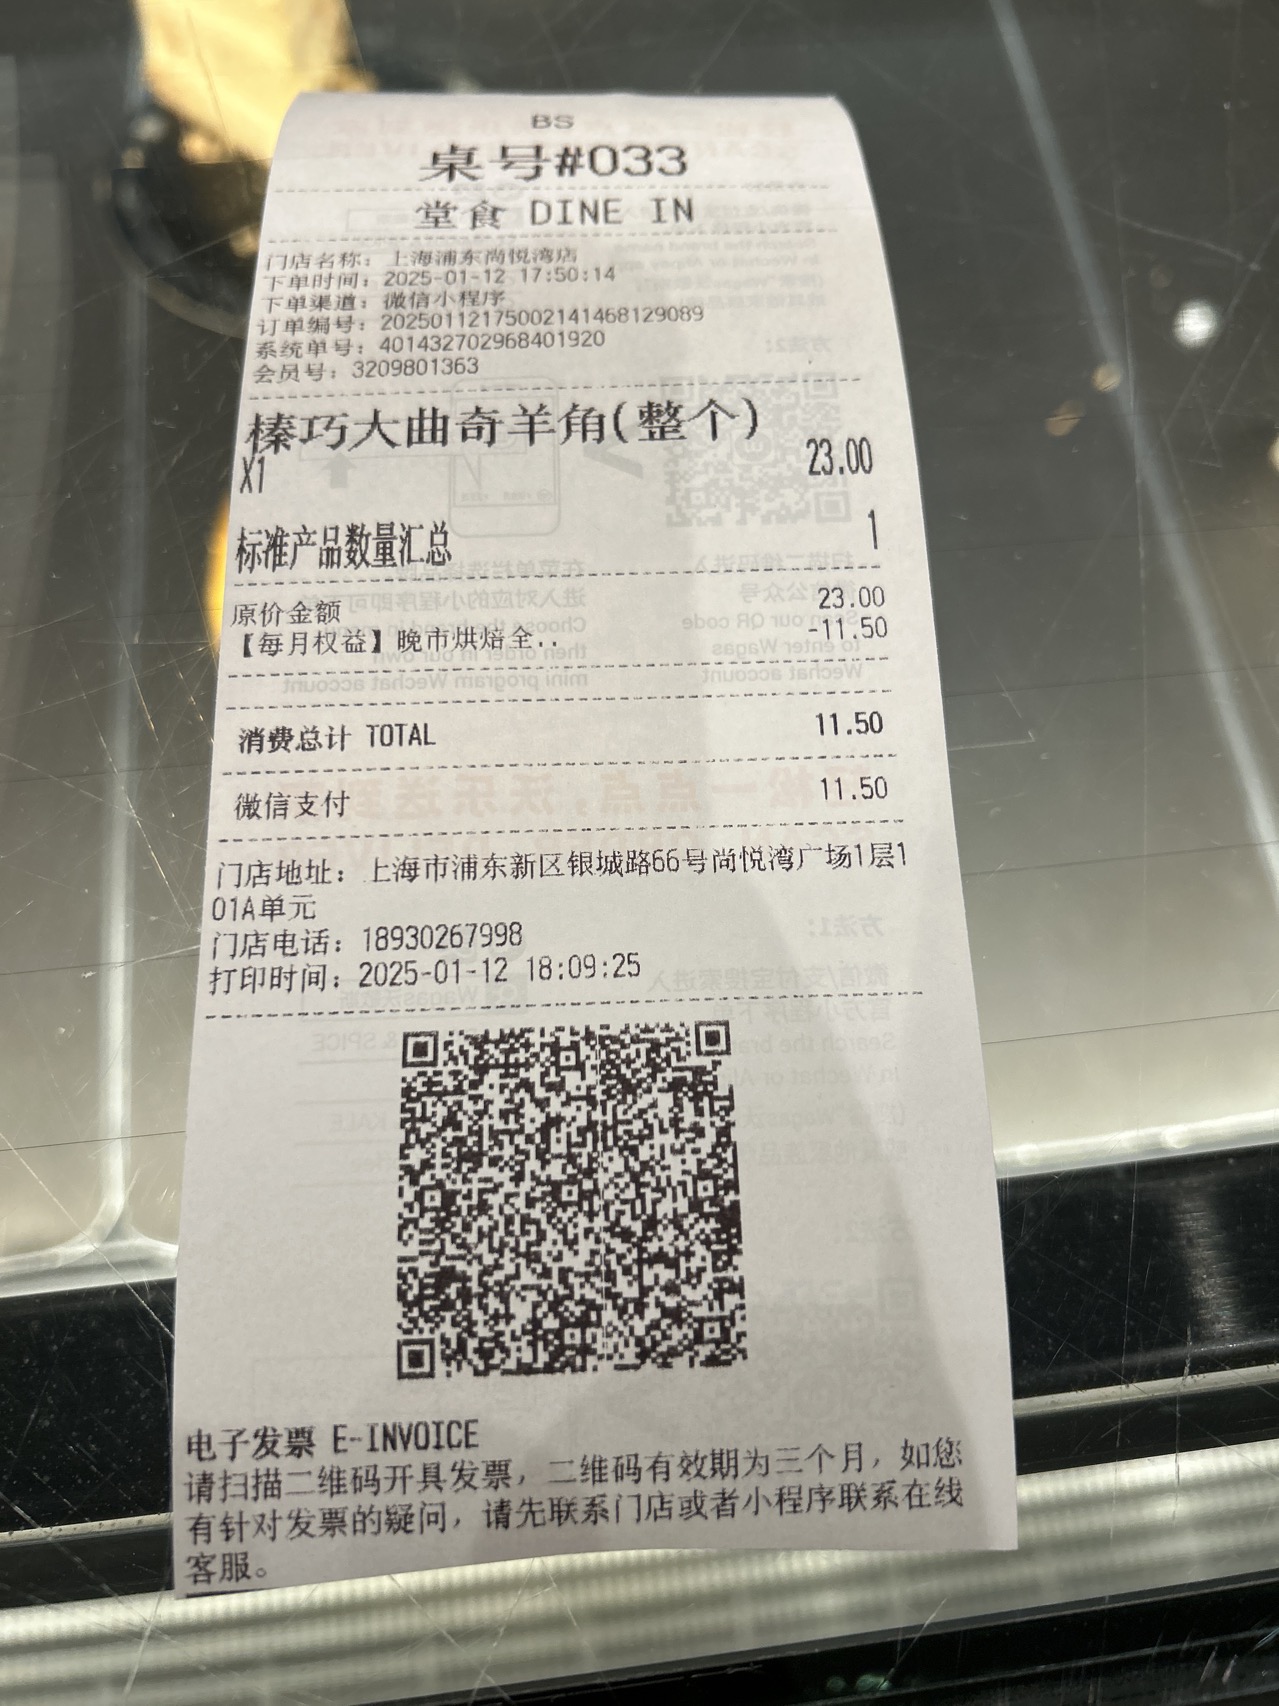 BS
桌号#033
堂食 DINE IN
门店名称：上海浦东尚悦湾店
下单时间：2025-01-12 17:50:14
下单渠道：微信小程序
订单编号：2025011217500214146812​9089
系统单号：401432702968401920
会员号：3209801363
榛巧大曲奇羊角(整个)
X1 23.00
标准产品数量汇总 1
原价金额 23.00
【每月权益】晚市烘焙全.. -11.50
消费总计 TOTAL 11.50
微信支付 11.50
门店地址：上海市浦东新区银城路66号尚悦湾广场1层1
01A单元
门店电话：18930267998
打印时间：2025-01-12 18:09:25
电子发票 E-INVOICE
请扫描二维码开具发票，二维码有效期为三个月，如您
有针对发票的疑问，请先联系门店或者小程序联系在线
客服。